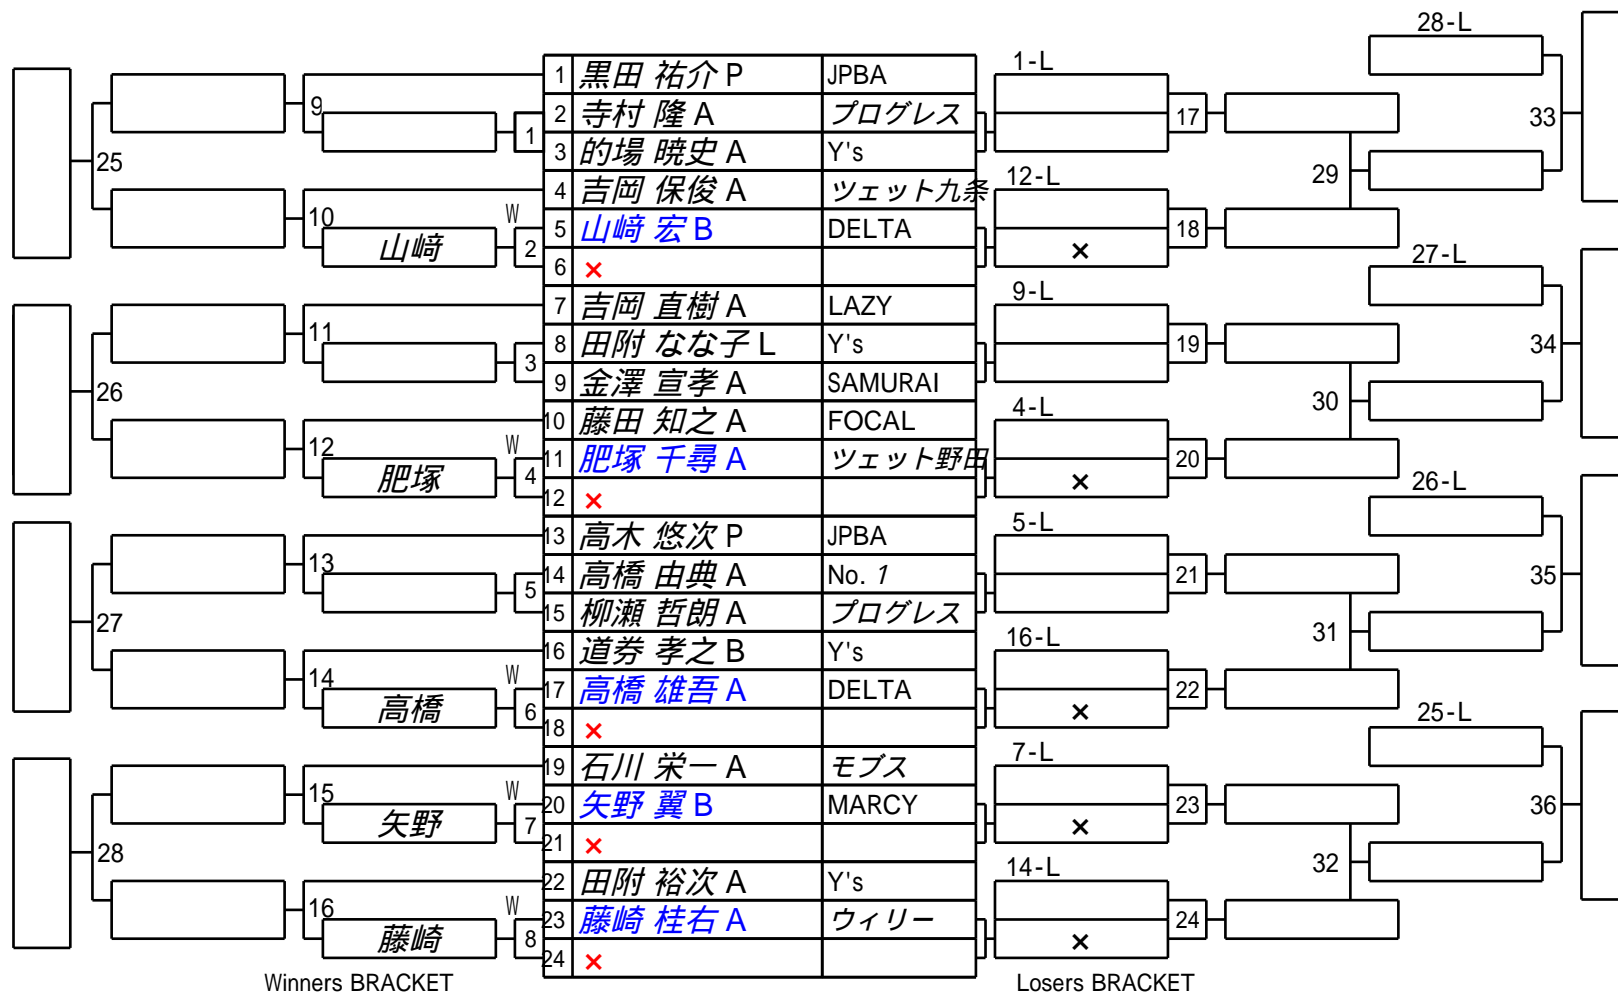 28-L
1 黒田 祐介 P JPBA 1-L
9 2 寺村 隆 A プログレス 17 33
1 3 的場 暁史 A Y's
25 4 吉岡 保俊 A ツェット九条 12-L 29
10 W 5 山﨑 宏 B DELTA 18
山﨑 2 6 × × 27-L
7 吉岡 直樹 A LAZY 9-L
11 8 田附 なな子 L Y's 19 34
3 9 金澤 宣孝 A SAMURAI
26 10 藤田 知之 A FOCAL 4-L 30
12 W 11 肥塚 千尋 A ツェット野田 20
肥塚 4 12 × × 26-L
13 高木 悠次 P JPBA 5-L
13 14 高橋 由典 A No. 1 21 35
5 15 柳瀬 哲朗 A プログレス
27 16 道券 孝之 B Y's 16-L 31
14 W 17 高橋 雄吾 A DELTA 22
高橋 6 18 × × 25-L
19 石川 栄一 A モブス 7-L
15 W 20 矢野 翼 B MARCY 23 36
矢野 7 21 × ×
28 22 田附 裕次 A Y's 14-L 32
16 W 23 藤崎 桂右 A ウィリー 24
藤崎 8 24 × ×
Winners BRACKET Losers BRACKET